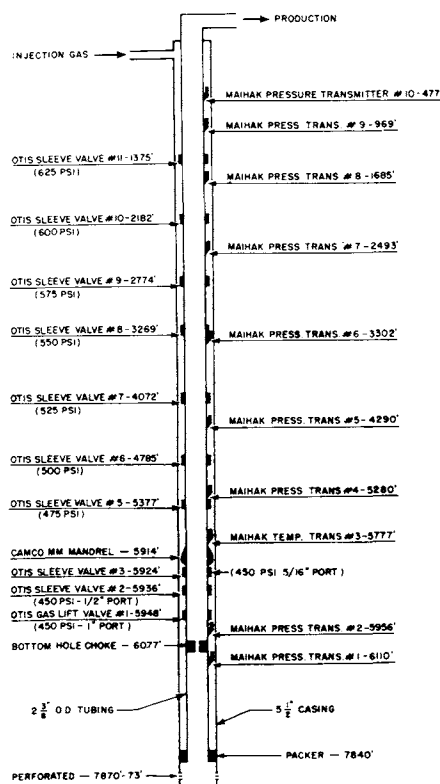 PRODUCTION
INJECTION GAS
MAIHAK PRESSURE TRANSMITTER #10-477
MAIHAK PRESS. TRANS #9-969'
OTIS SLEEVE VALVE #11-1375'
(625 PSI)
MAIHAK PRESS. TRANS #8-1685'
OTIS SLEEVE VALVE #10-2182'
(600 PSI)
MAIHAK PRESS. TRANS #7-2493'
OTIS SLEEVE VALVE #9-2774'
(575 PSI)
OTIS SLEEVE VALVE #8-3269'
(550 PSI)
MAIHAK PRESS. TRANS #6-3302'
OTIS SLEEVE VALVE #7-4072'
(525 PSI)
MAIHAK PRESS. TRANS #5-4290'
OTIS SLEEVE VALVE #6-4785'
(500 PSI)
MAIHAK PRESS. TRANS #4-5280'
OTIS SLEEVE VALVE #5-5377'
(475 PSI)
MAIHAK TEMP. TRANS #3-5777'
CAMCO MM MANDREL — 5914'
OTIS SLEEVE VALVE #3-5924'
(450 PSI 5/16" PORT)
OTIS SLEEVE VALVE #2-5936'
(450 PSI-1/2" PORT)
OTIS GAS LIFT VALVE #1-5948'
(450 PSI-1" PORT)
MAIHAK PRESS. TRANS #2-5956'
BOTTOM HOLE CHOKE — 6077'
MAIHAK PRESS. TRANS. #1-6110'
2 3/8" O.D TUBING
5 1/2" CASING
PACKER — 7840'
PERFORATED — 7870'-73'